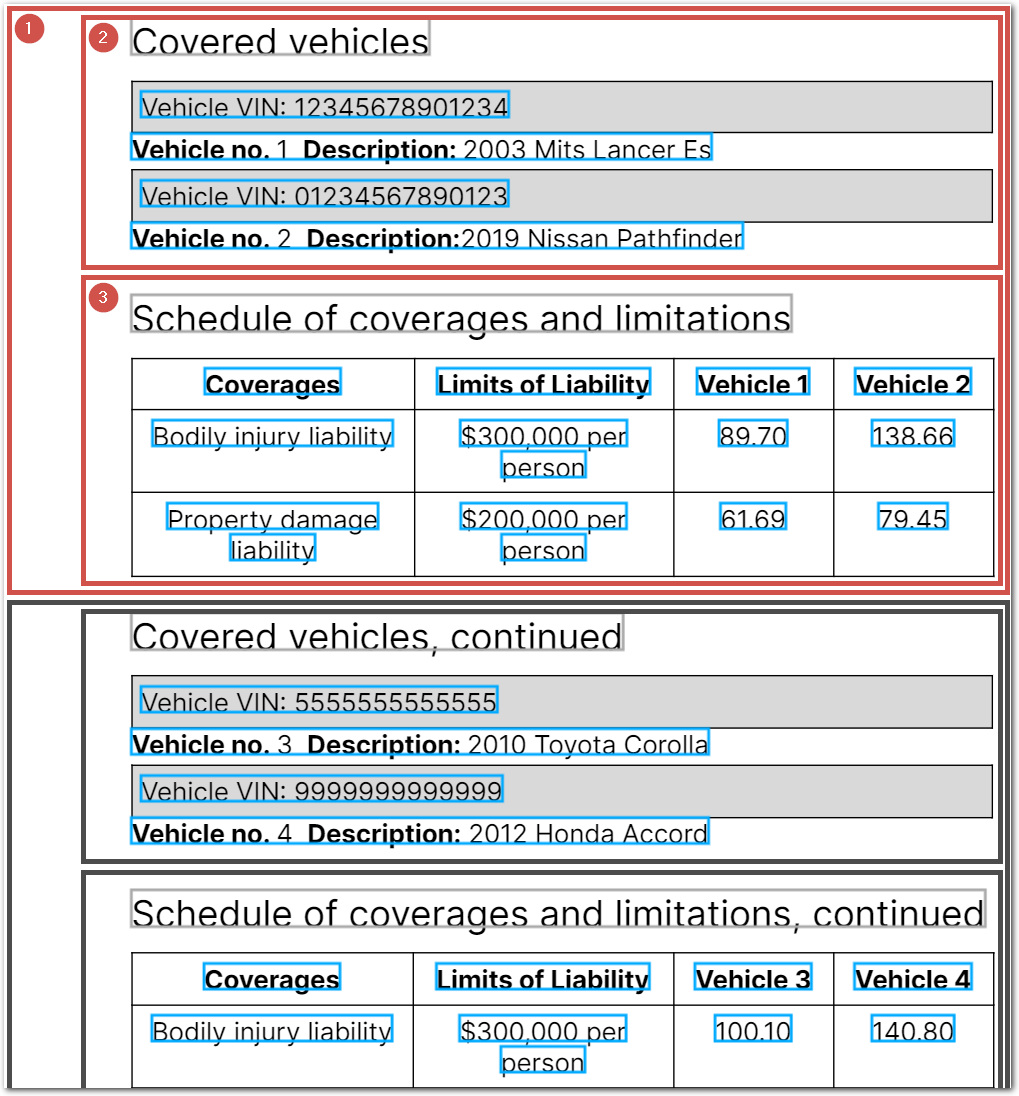 1
2
Covered vehicles
Vehicle VIN: 12345678901234
Vehicle no. 1 Description: 2003 Mits Lancer Es
Vehicle VIN: 01234567890123
Vehicle no. 2 Description:2019 Nissan Pathfinder
3
Schedule of coverages and limitations
Coverages Limits of Liability Vehicle 1 Vehicle 2
Bodily injury liability $300,000 per person 89.70 138.66
Property damage liability $200,000 per person 61.69 79.45
Covered vehicles, continued
Vehicle VIN: 5555555555555
Vehicle no. 3 Description: 2010 Toyota Corolla
Vehicle VIN: 9999999999999
Vehicle no. 4 Description: 2012 Honda Accord
Schedule of coverages and limitations, continued
Coverages Limits of Liability Vehicle 3 Vehicle 4
Bodily injury liability $300,000 per person 100.10 140.80